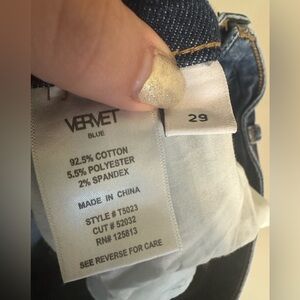 VERVET
BLUE
29
92.5% COTTON
5.5% POLYESTER
2% SPANDEX
MADE IN CHINA
STYLE # T5023
CUT # 52032
RN# 125813
SEE REVERSE FOR CARE